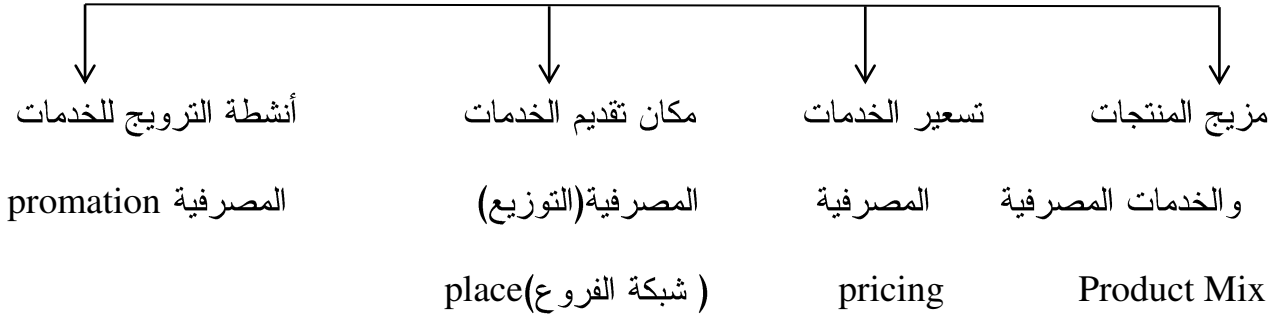 مزيج المنتجات
والخدمات المصرفية
Product Mix
تسعير الخدمات
المصرفية
pricing
مكان تقديم الخدمات
المصرفية(التوزيع)
( شبكة الفروع)place
أنشطة الترويج للخدمات
المصرفية promation